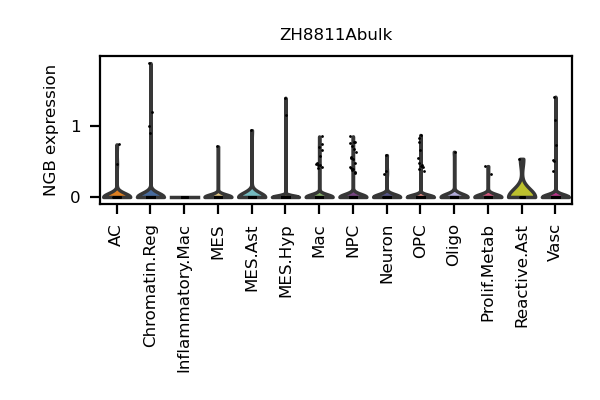 ZH8811Abulk
NGB expression
1
0
AC
Chromatin.Reg
Inflammatory.Mac
MES
MES.Ast
MES.Hyp
Mac
NPC
Neuron
OPC
Oligo
Prolif.Metab
Reactive.Ast
Vasc